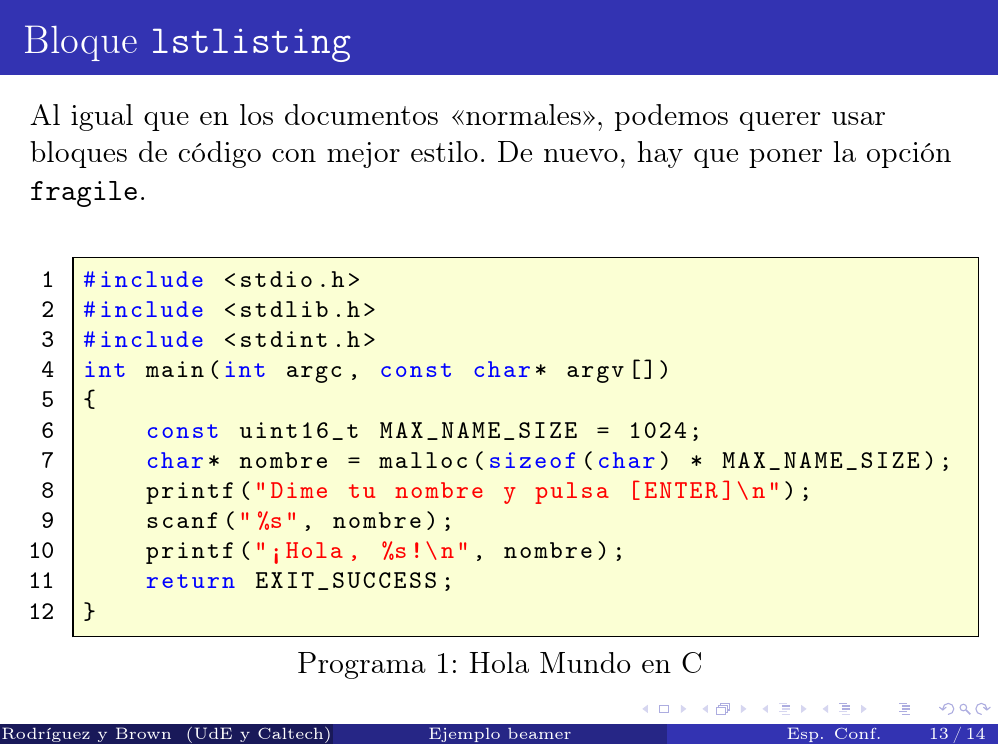 Bloque lstlisting
Al igual que en los documentos «normales», podemos querer usar
bloques de código con mejor estilo. De nuevo, hay que poner la opción
fragile.
1 #include <stdio.h>
2 #include <stdlib.h>
3 #include <stdint.h>
4 int main(int argc, const char* argv[])
5 {
6     const uint16_t MAX_NAME_SIZE = 1024;
7     char* nombre = malloc(sizeof(char) * MAX_NAME_SIZE);
8     printf("Dime tu nombre y pulsa [ENTER]\n");
9     scanf("%s", nombre);
10     printf("¡Hola, %s!\n", nombre);
11     return EXIT_SUCCESS;
12 }
Programa 1: Hola Mundo en C
Rodríguez y Brown (UdE y Caltech) Ejemplo beamer Esp. Conf. 13 / 14